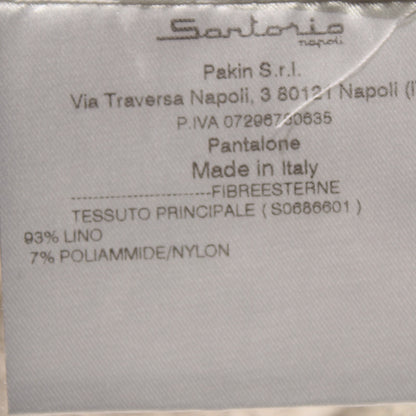 Sartorio
napoli
Pakin S.r.l.
Via Traversa Napoli, 3 80121 Napoli (I
P.IVA 07296730635
Pantalone
Made in Italy
--------------------FIBREESTERNE
TESSUTO PRINCIPALE ( S0686601 )
93% LINO
7% POLIAMMIDE/NYLON